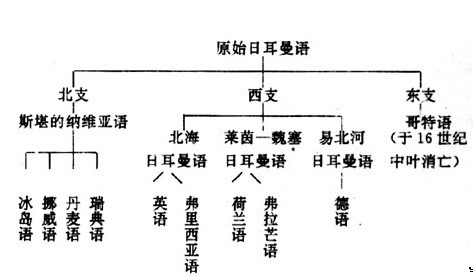 原始日耳曼语
北支
西支
东支
斯堪的纳维亚语
哥特语
(于16世纪
中叶消亡)
北海
日耳曼语
莱茵—魏塞
日耳曼语
易北河
日耳曼语
冰岛语
挪威语
丹麦语
瑞典语
英语
弗里西亚语
荷兰语
弗拉芒语
德语